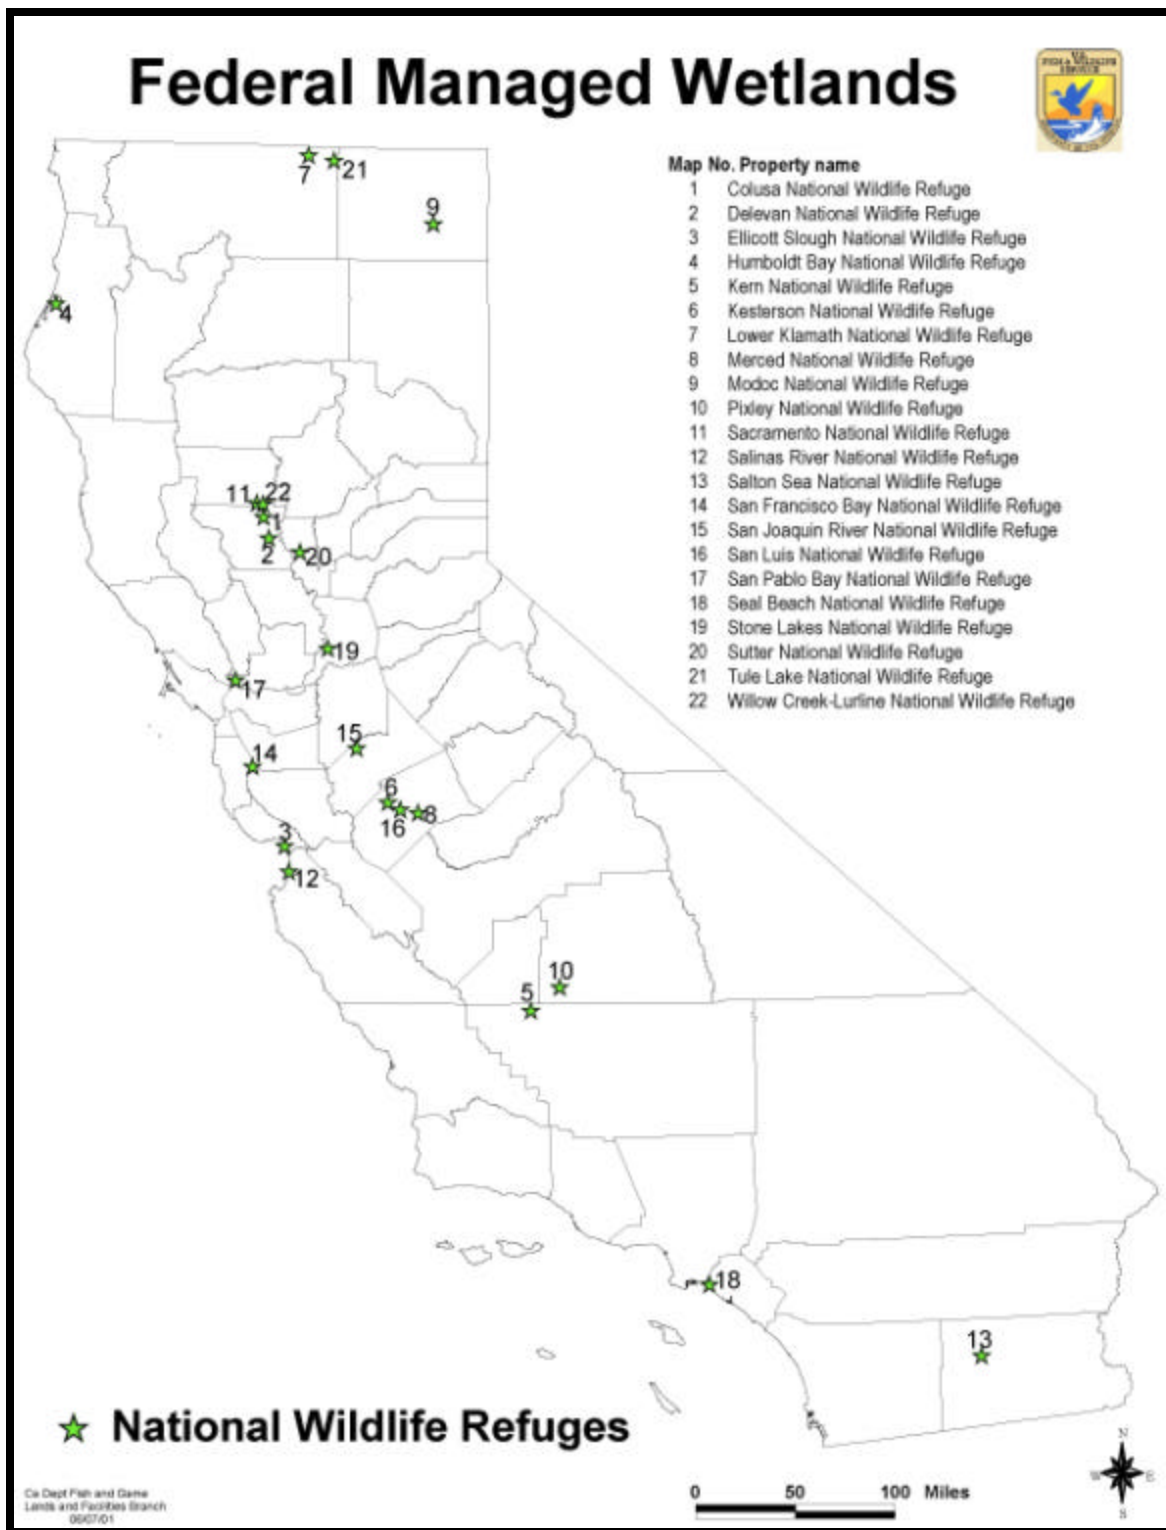 Federal Managed Wetlands
U.S.
FISH & WILDLIFE
SERVICE
Map No. Property name
1 Colusa National Wildlife Refuge
2 Delevan National Wildlife Refuge
3 Ellicott Slough National Wildlife Refuge
4 Humboldt Bay National Wildlife Refuge
5 Kern National Wildlife Refuge
6 Kesterson National Wildlife Refuge
7 Lower Klamath National Wildlife Refuge
8 Merced National Wildlife Refuge
9 Modoc National Wildlife Refuge
10 Pixley National Wildlife Refuge
11 Sacramento National Wildlife Refuge
12 Salinas River National Wildlife Refuge
13 Salton Sea National Wildlife Refuge
14 San Francisco Bay National Wildlife Refuge
15 San Joaquin River National Wildlife Refuge
16 San Luis National Wildlife Refuge
17 San Pablo Bay National Wildlife Refuge
18 Seal Beach National Wildlife Refuge
19 Stone Lakes National Wildlife Refuge
20 Sutter National Wildlife Refuge
21 Tule Lake National Wildlife Refuge
22 Willow Creek-Lurline National Wildlife Refuge
7
21
9
4
11
22
1
2
20
19
17
15
14
6
16
8
3
12
10
5
18
13
National Wildlife Refuges
Ca Dept Fish and Game
Lands and Facilities Branch
06/07/01
0 50 100 Miles
N
W E
S